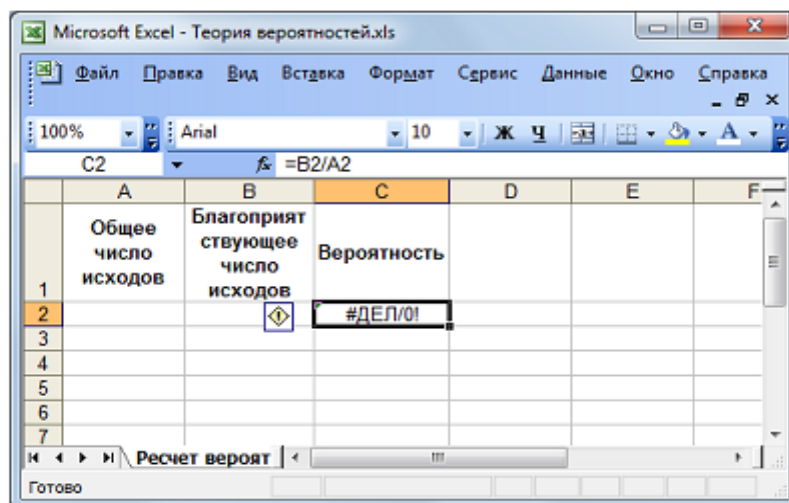 Microsoft Excel - Теория вероятностей.xls
Файл Правка Вид Вставка Формат Сервис Данные Окно Справка
100% Arial 10 Ж Ч A
C2 fx =B2/A2
A B C D E F
1 Общее число исходов Благоприятствующее число исходов Вероятность
2 #ДЕЛ/0!
3
4
5
6
7
Ресчет вероят
Готово